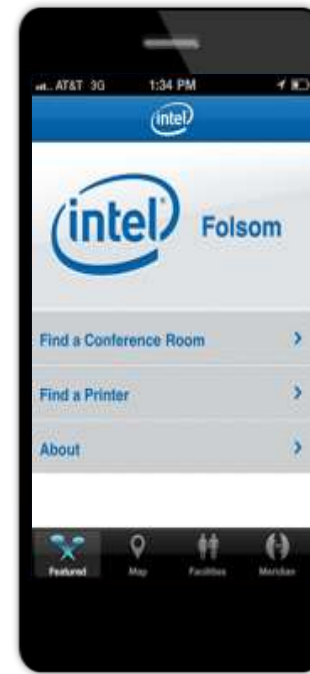 AT&T 3G 1:34 PM
intel
intel Folsom
Find a Conference Room
Find a Printer
About
Featured Map Facilities Meridian